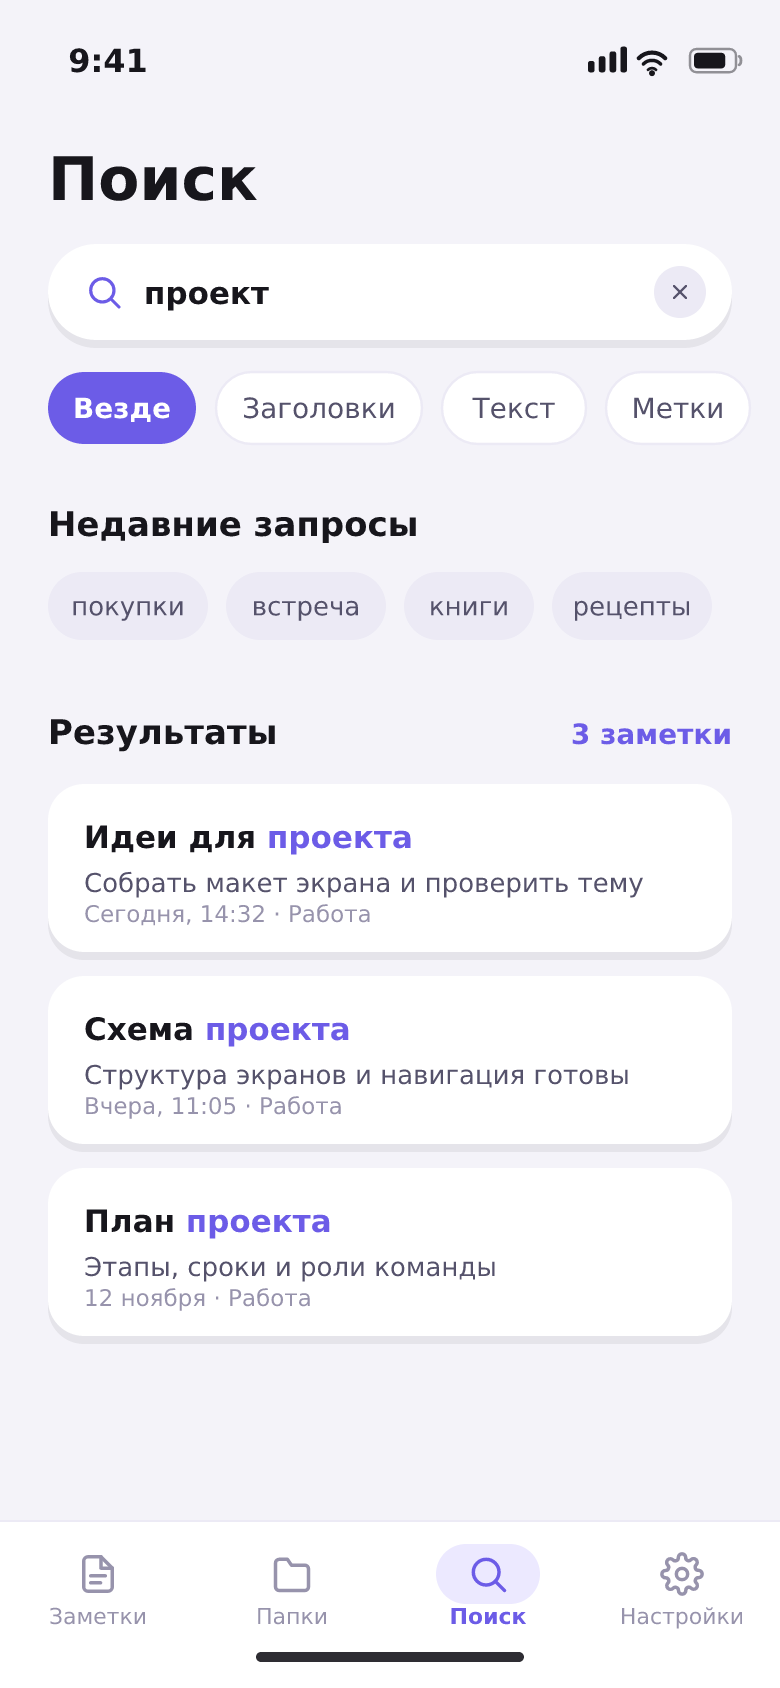 9:41
Поиск
проект
Везде Заголовки Текст Метки
Недавние запросы
покупки встреча книги рецепты
Результаты 3 заметки
Идеи для проекта
Собрать макет экрана и проверить тему
Сегодня, 14:32 · Работа
Схема проекта
Структура экранов и навигация готовы
Вчера, 11:05 · Работа
План проекта
Этапы, сроки и роли команды
12 ноября · Работа
Заметки Папки Поиск Настройки